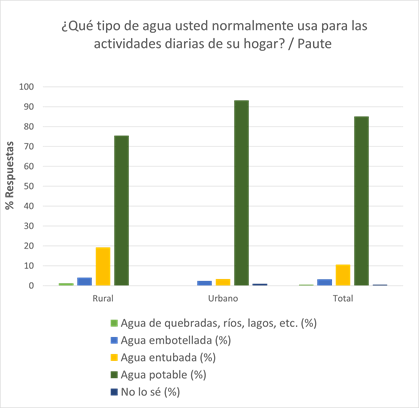 ¿Qué tipo de agua usted normalmente usa para las
actividades diarias de su hogar? / Paute
% Respuestas
100
90
80
70
60
50
40
30
20
10
0
Rural Urbano Total
Agua de quebradas, ríos, lagos, etc. (%)
Agua embotellada (%)
Agua entubada (%)
Agua potable (%)
No lo sé (%)